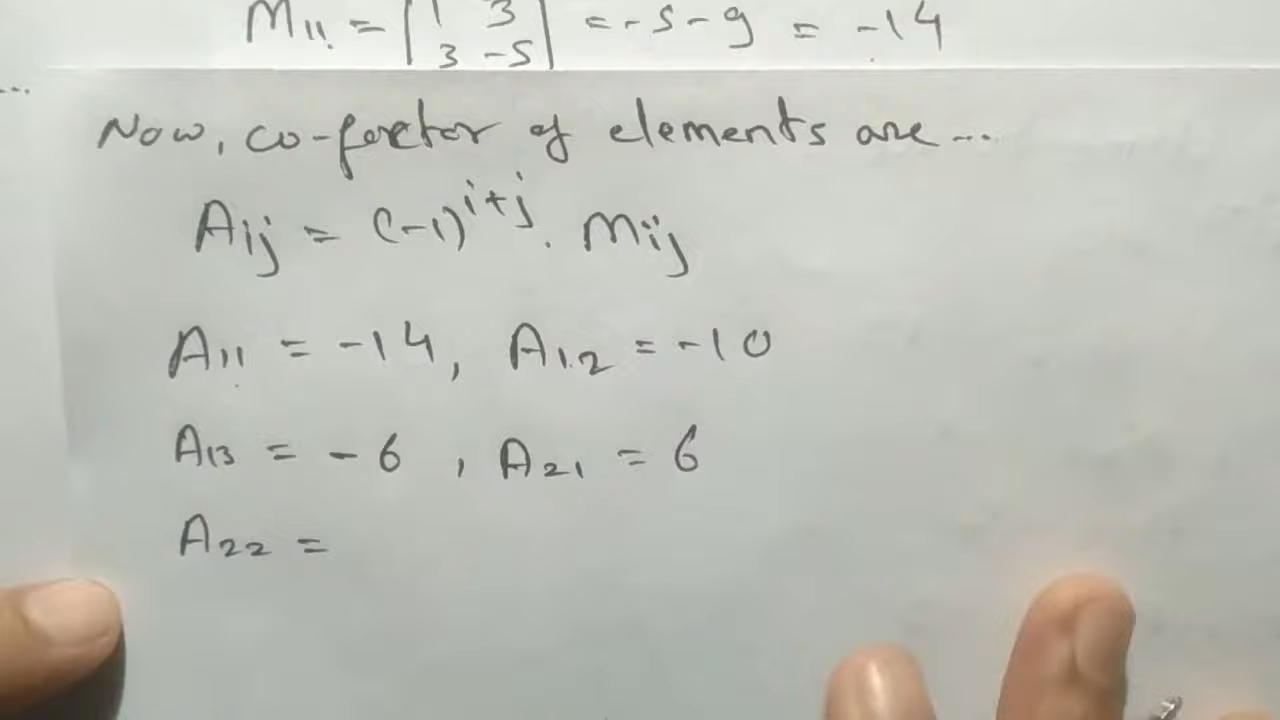 M11 = |1 3 3 -5| = -5-9 = -14
...
Now, co-factor of elements are ...
Aij = (-1)^i+j . Mij
A11 = -14, A12 = -10
A13 = -6 , A21 = 6
A22 =